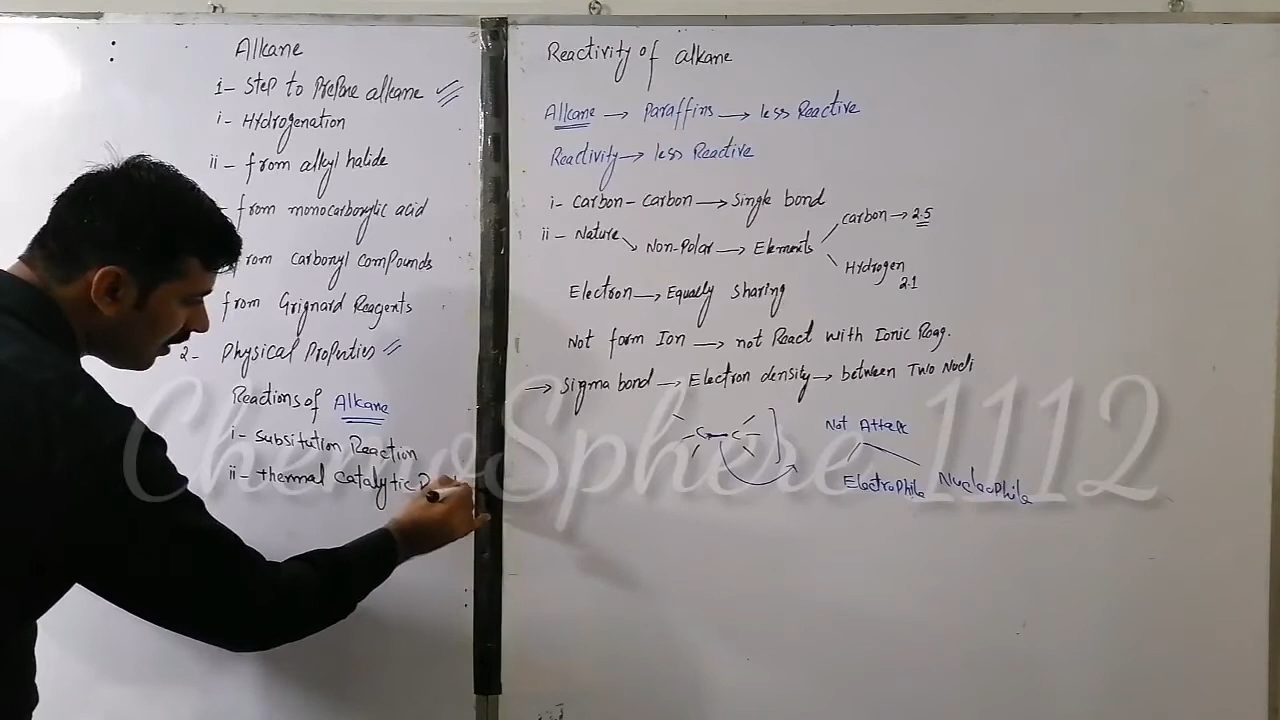 Alkane
1- Step to Prepare alkane
i- Hydrogenation
ii- from alkyl halide
from monocarboxylic acid
from carbonyl compounds
from Grignard Reagents
2- Physical Properties
Reactions of Alkane
i- Subsitution Reaction
ii- thermal Catalytic
Reactivity of alkane
Alkane → Paraffins → less Reactive
Reactivity → less Reactive
i- Carbon-Carbon → Single bond
ii- Nature
Non-Polar → Elements
Carbon → 2.5
Hydrogen
2.1
Electron → Equally Sharing
Not form Ion → not React with Ionic Reag.
→ Sigma bond → Electron density → between Two Nucli
C-C
Not Attack
Electrophile Nucleophile
ChemoSphere 1112